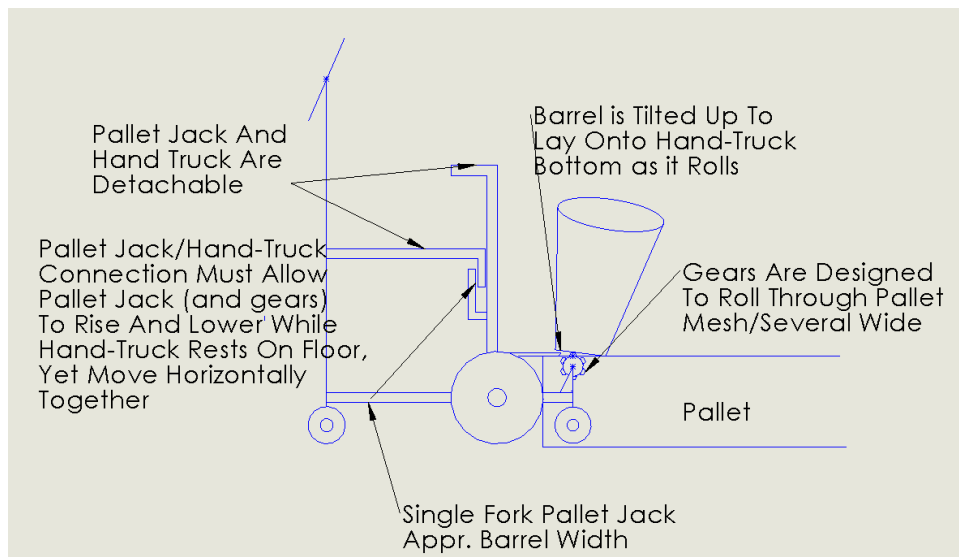 Pallet Jack And
Hand Truck Are
Detachable
Barrel is Tilted Up To
Lay Onto Hand-Truck
Bottom as it Rolls
Pallet Jack/Hand-Truck
Connection Must Allow
Pallet Jack (and gears)
To Rise And Lower While
Hand-Truck Rests On Floor,
Yet Move Horizontally
Together
Gears Are Designed
To Roll Through Pallet
Mesh/Several Wide
Pallet
Single Fork Pallet Jack
Appr. Barrel Width